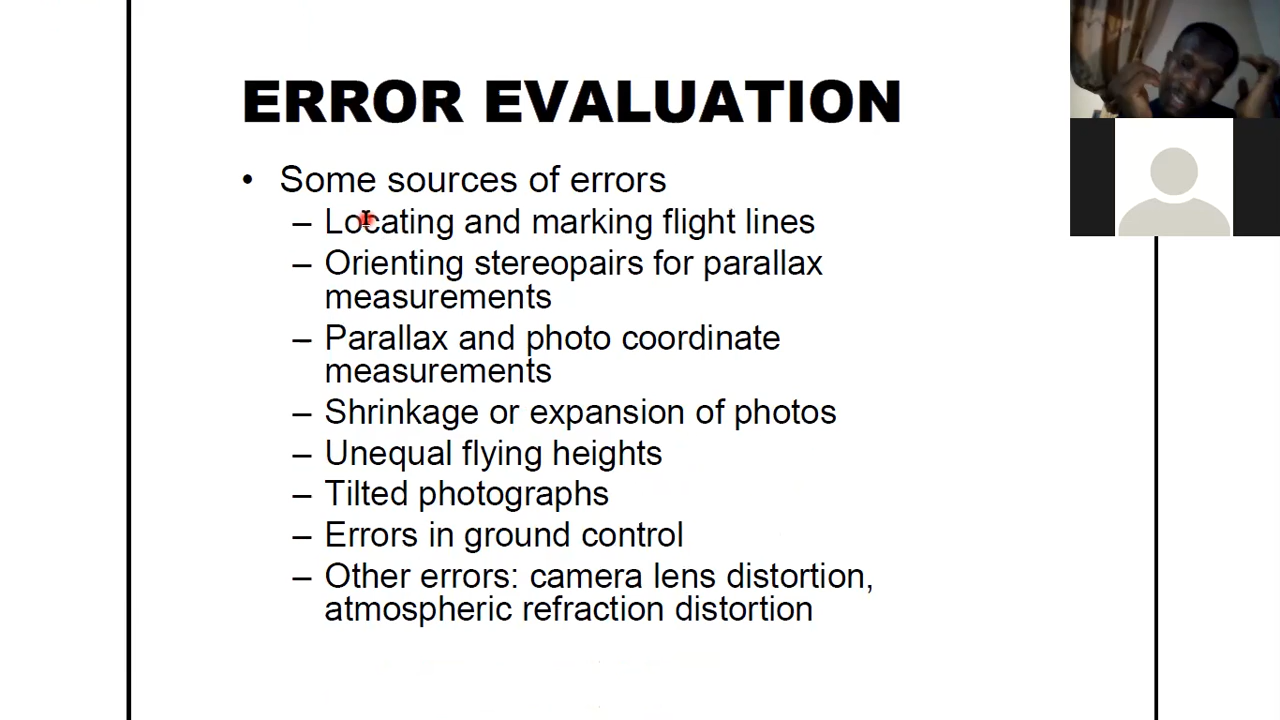 ERROR EVALUATION
• Some sources of errors
– Locating and marking flight lines
– Orienting stereopairs for parallax
measurements
– Parallax and photo coordinate
measurements
– Shrinkage or expansion of photos
– Unequal flying heights
– Tilted photographs
– Errors in ground control
– Other errors: camera lens distortion,
atmospheric refraction distortion